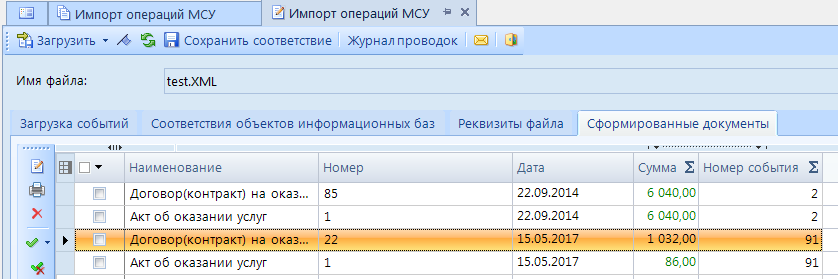 Импорт операций МСУ Импорт операций МСУ
Загрузить Сохранить соответствие Журнал проводок
Имя файла: test.XML
Загрузка событий Соответствия объектов информационных баз Реквизиты файла Сформированные документы
Наименование Номер Дата Сумма Σ Номер события Σ
Договор(контракт) на оказ... 85 22.09.2014 6 040,00 2
Акт об оказании услуг 1 22.09.2014 6 040,00 2
Договор(контракт) на оказ... 22 15.05.2017 1 032,00 91
Акт об оказании услуг 1 15.05.2017 86,00 91